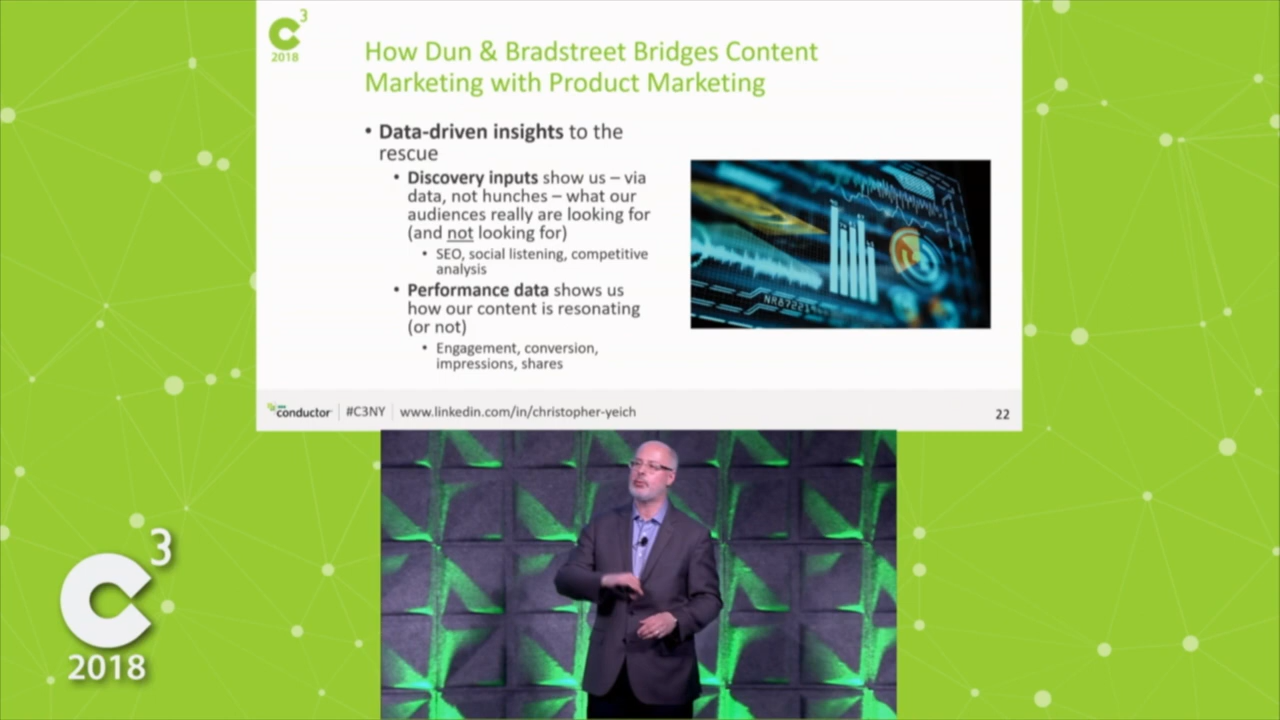 3
C
2018
How Dun & Bradstreet Bridges Content
Marketing with Product Marketing
• Data-driven insights to the
rescue
• Discovery inputs show us – via
data, not hunches – what our
audiences really are looking for
(and not looking for)
• SEO, social listening, competitive
analysis
• Performance data shows us
how our content is resonating
(or not)
• Engagement, conversion,
impressions, shares
conductor
#C3NY
www.linkedin.com/in/christopher-yeich
22
3
C
2018